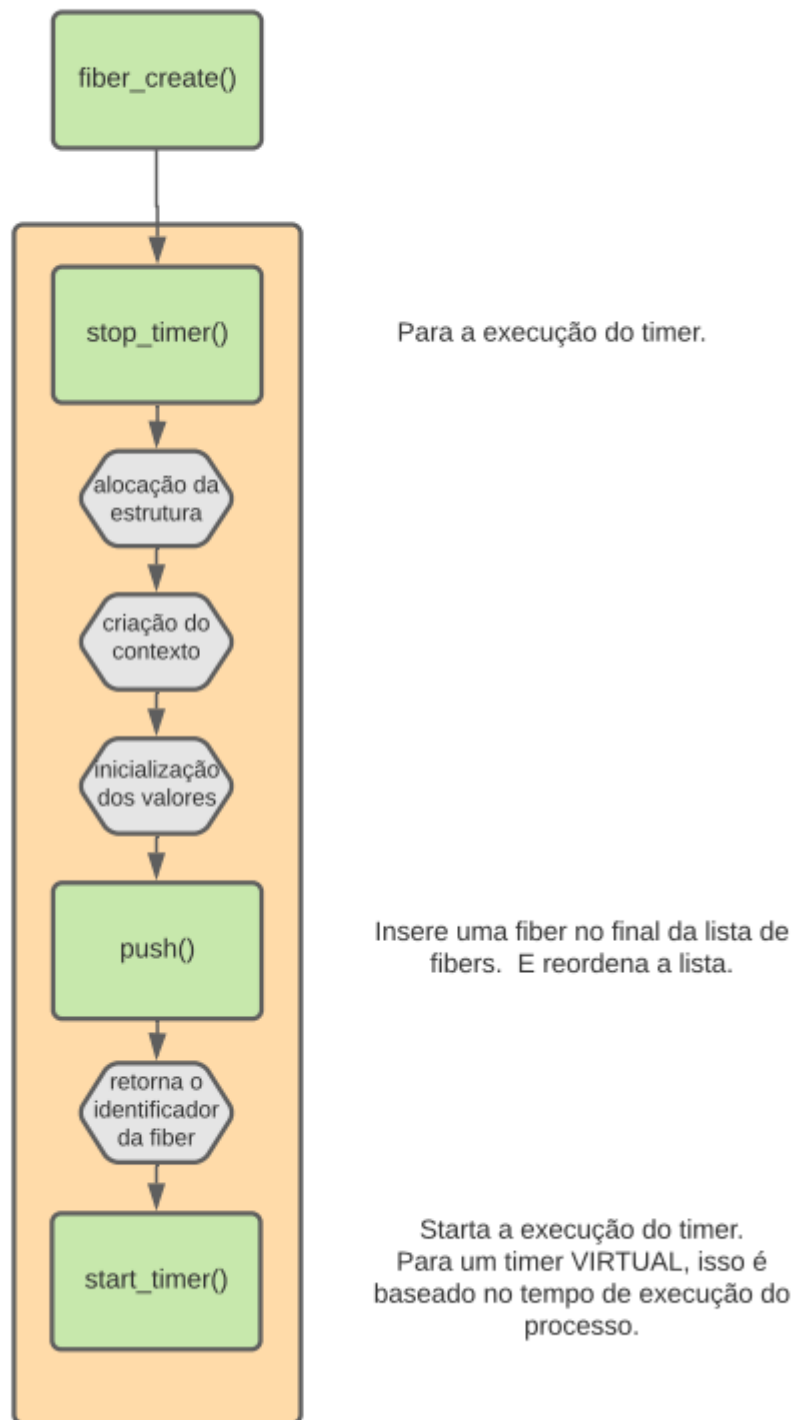 fiber_create()
stop_timer()
Para a execução do timer.
alocação da
estrutura
criação do
contexto
inicialização
dos valores
push()
Insere uma fiber no final da lista de
fibers. E reordena a lista.
retorna o
identificador
da fiber
start_timer()
Starta a execução do timer.
Para um timer VIRTUAL, isso é
baseado no tempo de execução do
processo.